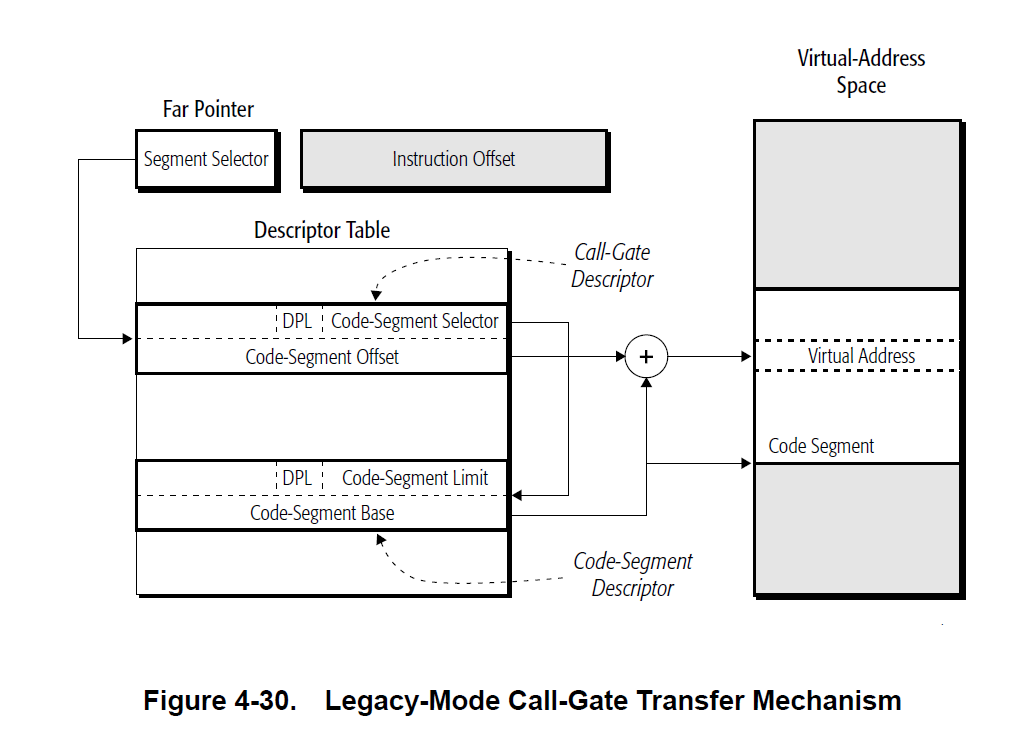 Virtual-Address
Space
Far Pointer
Segment Selector
Instruction Offset
Descriptor Table
Call-Gate
Descriptor
DPL
Code-Segment Selector
Code-Segment Offset
+
Virtual Address
Code Segment
DPL
Code-Segment Limit
Code-Segment Base
Code-Segment
Descriptor
Figure 4-30. Legacy-Mode Call-Gate Transfer Mechanism